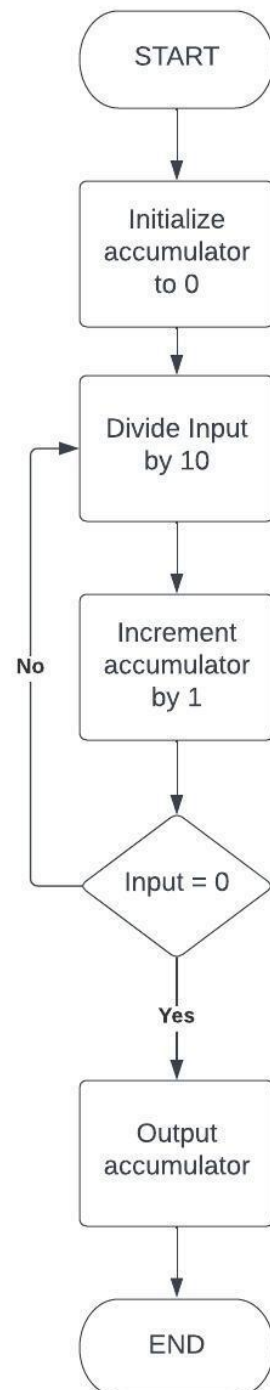 START
Initialize
accumulator
to 0
Divide Input
by 10
Increment
accumulator
by 1
No
Input = 0
Yes
Output
accumulator
END